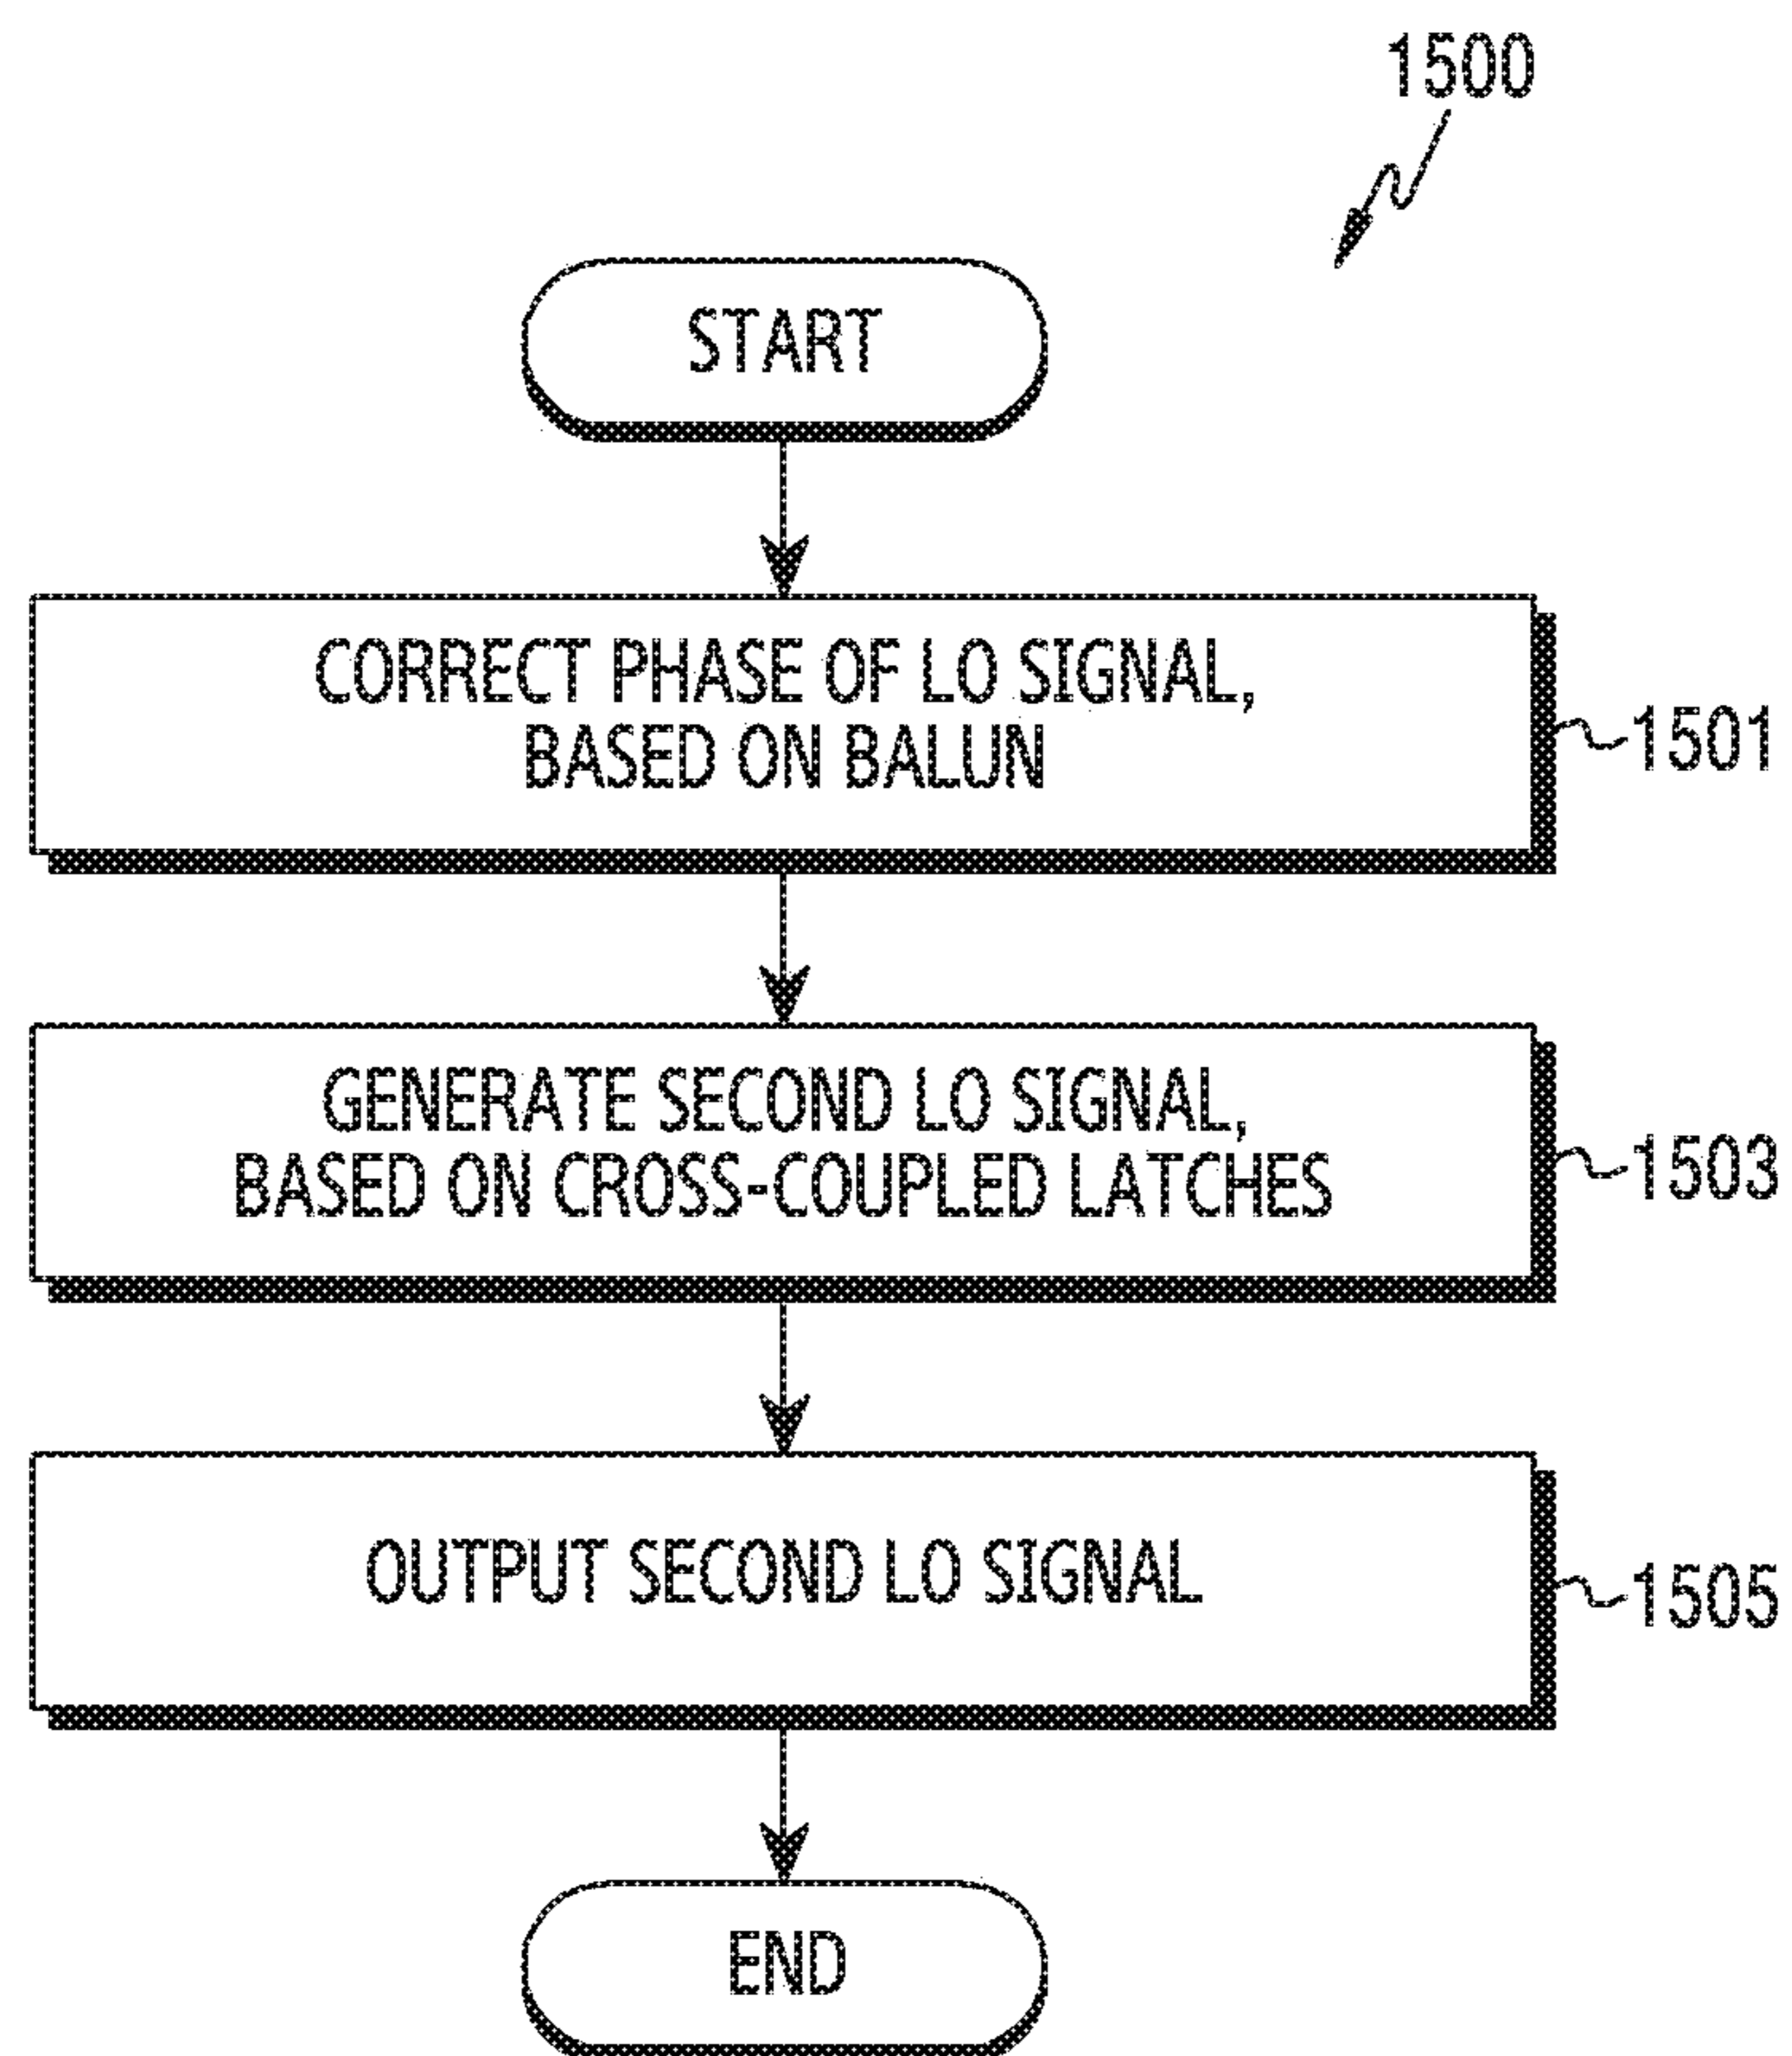 1500
START
CORRECT PHASE OF LO SIGNAL,
BASED ON BALUN
1501
GENERATE SECOND LO SIGNAL,
BASED ON CROSS-COUPLED LATCHES
1503
OUTPUT SECOND LO SIGNAL
1505
END